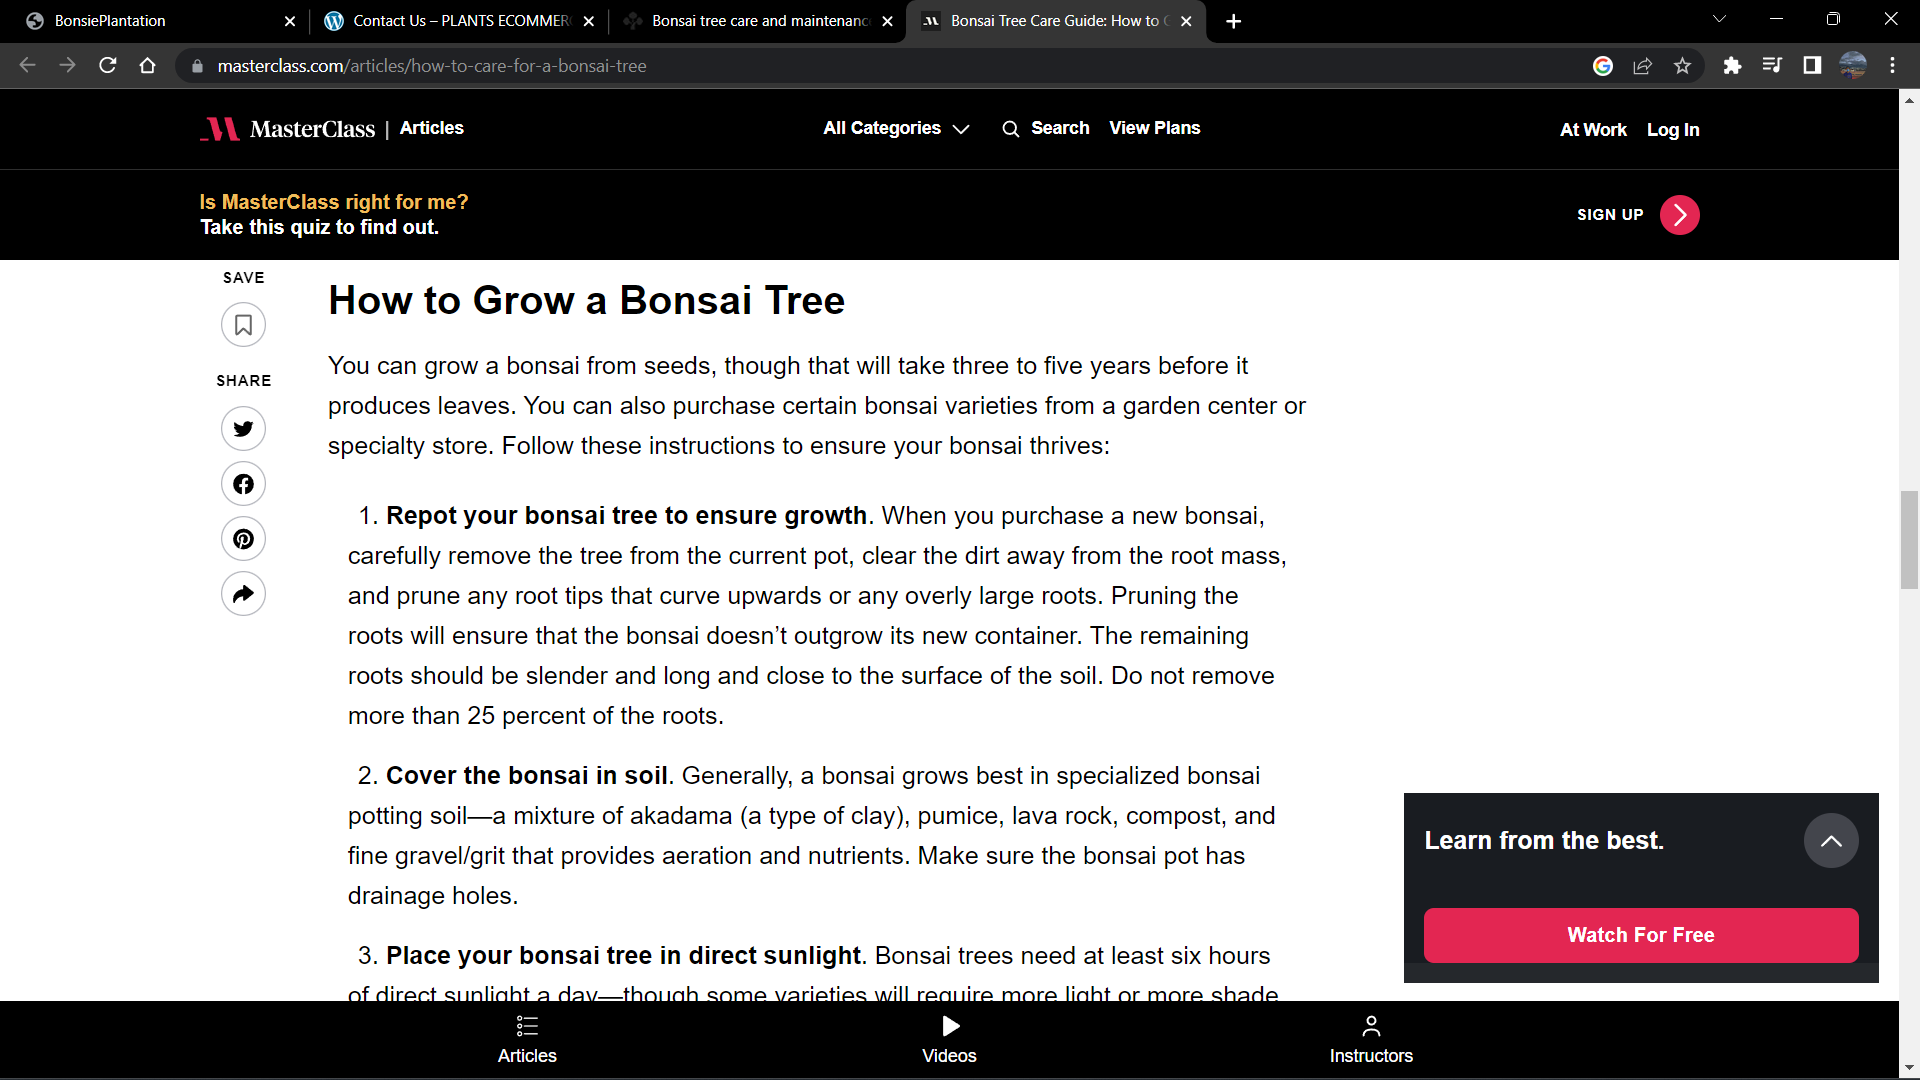 BonsiePlantation
Contact Us – PLANTS ECOMMER
Bonsai tree care and maintenanc
Bonsai Tree Care Guide: How to C
masterclass.com/articles/how-to-care-for-a-bonsai-tree
MasterClass | Articles
All Categories
Search
View Plans
At Work
Log In
Is MasterClass right for me?
Take this quiz to find out.
SIGN UP
SAVE
SHARE
How to Grow a Bonsai Tree
You can grow a bonsai from seeds, though that will take three to five years before it
produces leaves. You can also purchase certain bonsai varieties from a garden center or
specialty store. Follow these instructions to ensure your bonsai thrives:
1. Repot your bonsai tree to ensure growth. When you purchase a new bonsai,
carefully remove the tree from the current pot, clear the dirt away from the root mass,
and prune any root tips that curve upwards or any overly large roots. Pruning the
roots will ensure that the bonsai doesn’t outgrow its new container. The remaining
roots should be slender and long and close to the surface of the soil. Do not remove
more than 25 percent of the roots.
2. Cover the bonsai in soil. Generally, a bonsai grows best in specialized bonsai
potting soil—a mixture of akadama (a type of clay), pumice, lava rock, compost, and
fine gravel/grit that provides aeration and nutrients. Make sure the bonsai pot has
drainage holes.
3. Place your bonsai tree in direct sunlight. Bonsai trees need at least six hours
of direct sunlight a day—though some varieties will require more light or more shade
Learn from the best.
Watch For Free
Articles
Videos
Instructors